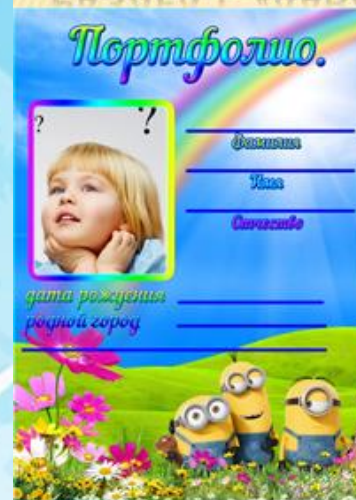 Портфолио.
? ?
фамилия
Имя
Отчество
дата рождения
родной город